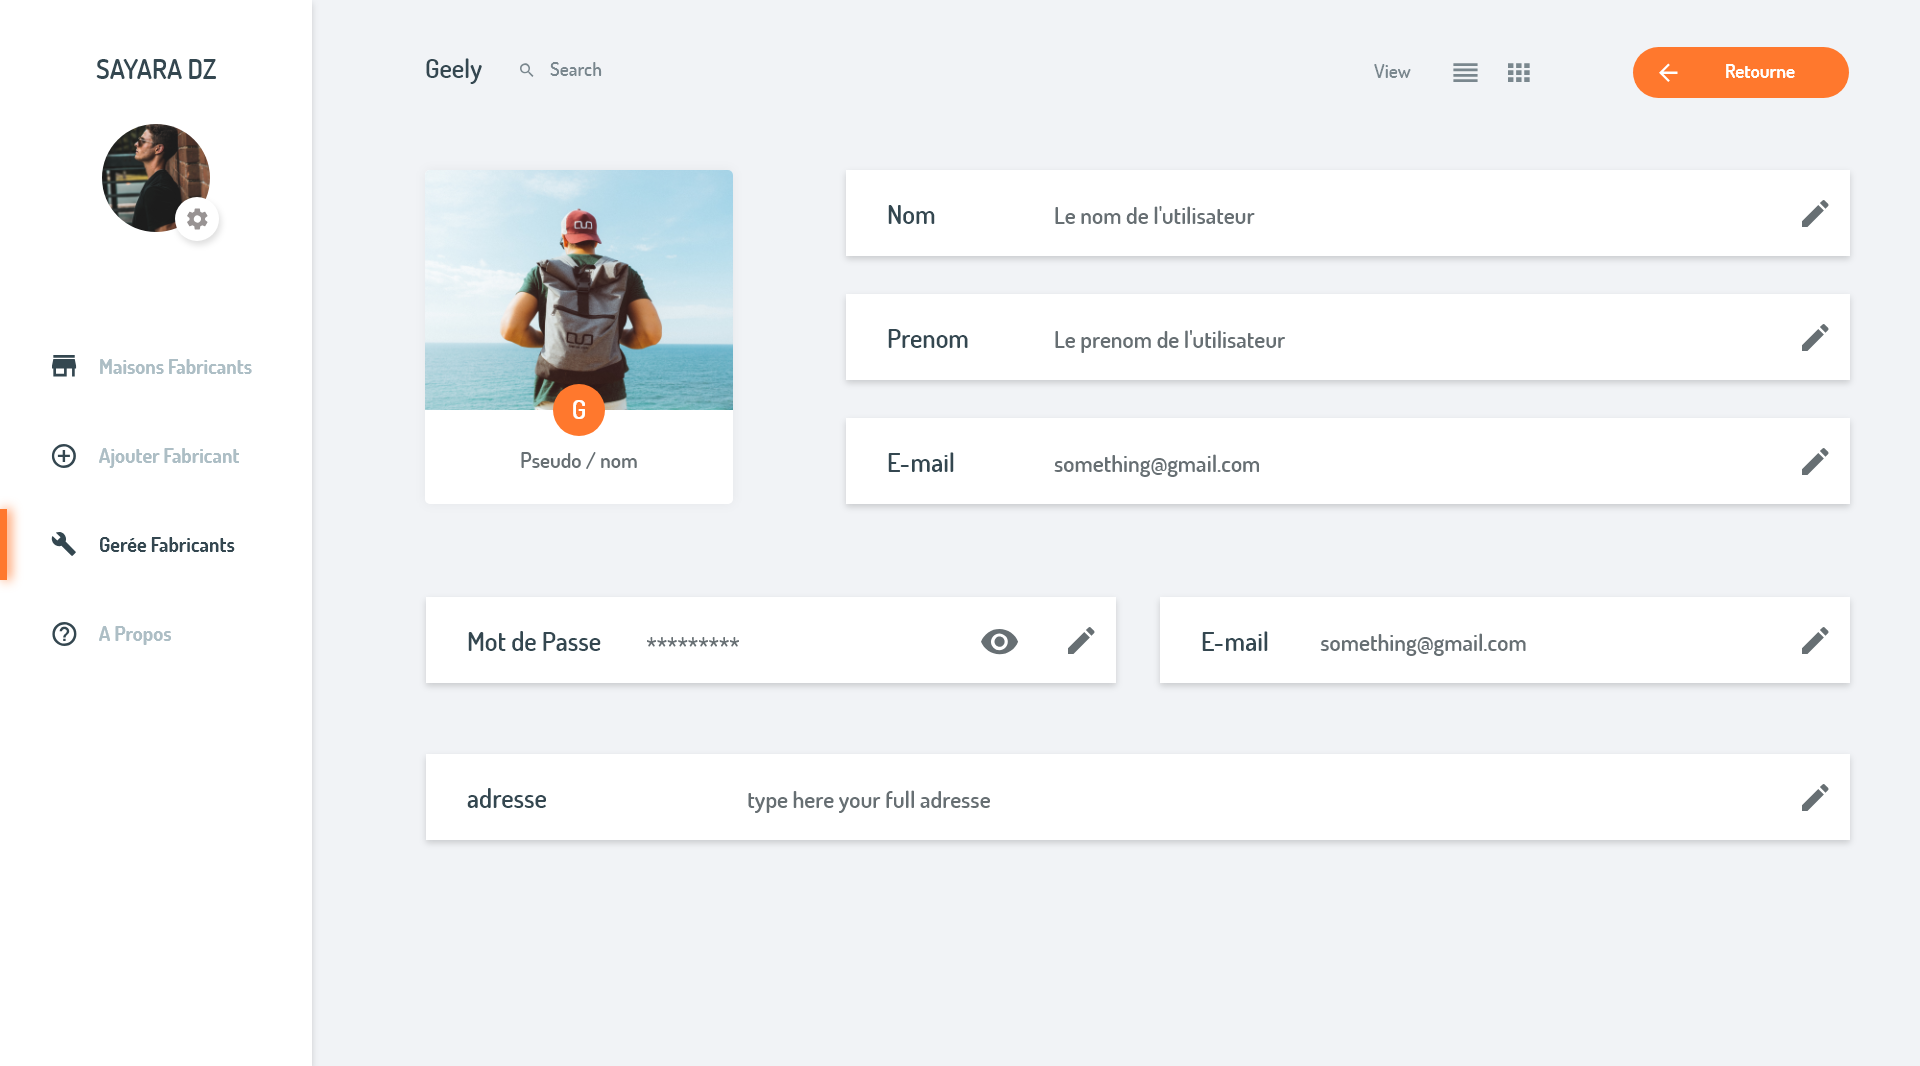 SAYARA DZ
Maisons Fabricants
Ajouter Fabricant
Gerée Fabricants
A Propos
Geely
Search
View
Retourne
G
Pseudo / nom
Nom
Le nom de l'utilisateur
Prenom
Le prenom de l'utilisateur
E-mail
something@gmail.com
Mot de Passe
*********
E-mail
something@gmail.com
adresse
type here your full adresse